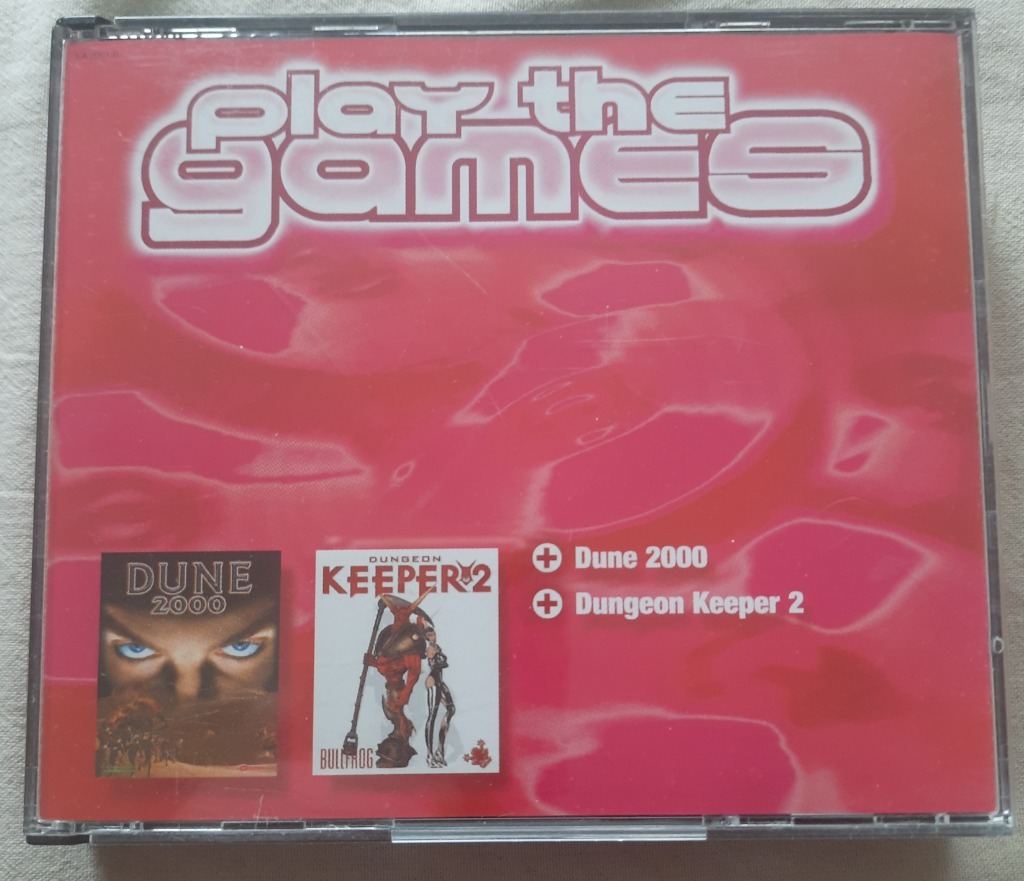 play the
games
DUNE
2000
DUNGEON
KEEPER 2
BULLFROG
+ Dune 2000
+ Dungeon Keeper 2